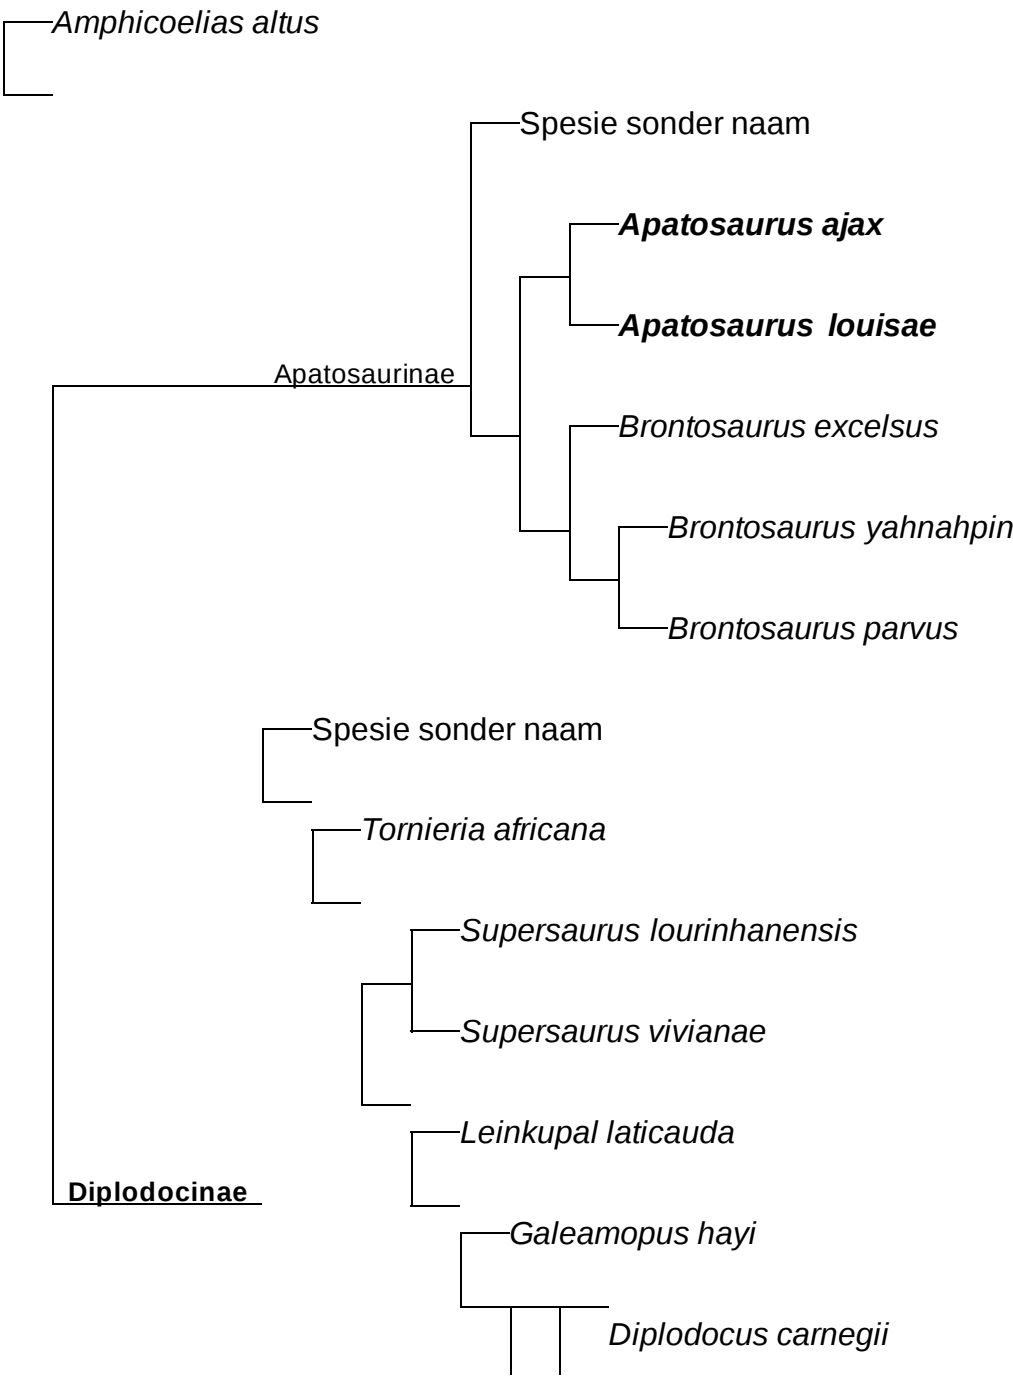 Amphicoelias altus
Spesie sonder naam
Apatosaurus ajax
Apatosaurus louisae
Apatosaurinae
Brontosaurus excelsus
Brontosaurus yahnahpin
Brontosaurus parvus
Spesie sonder naam
Tornieria africana
Supersaurus lourinhanensis
Supersaurus vivianae
Leinkupal laticauda
Diplodocinae
Galeamopus hayi
Diplodocus carnegii